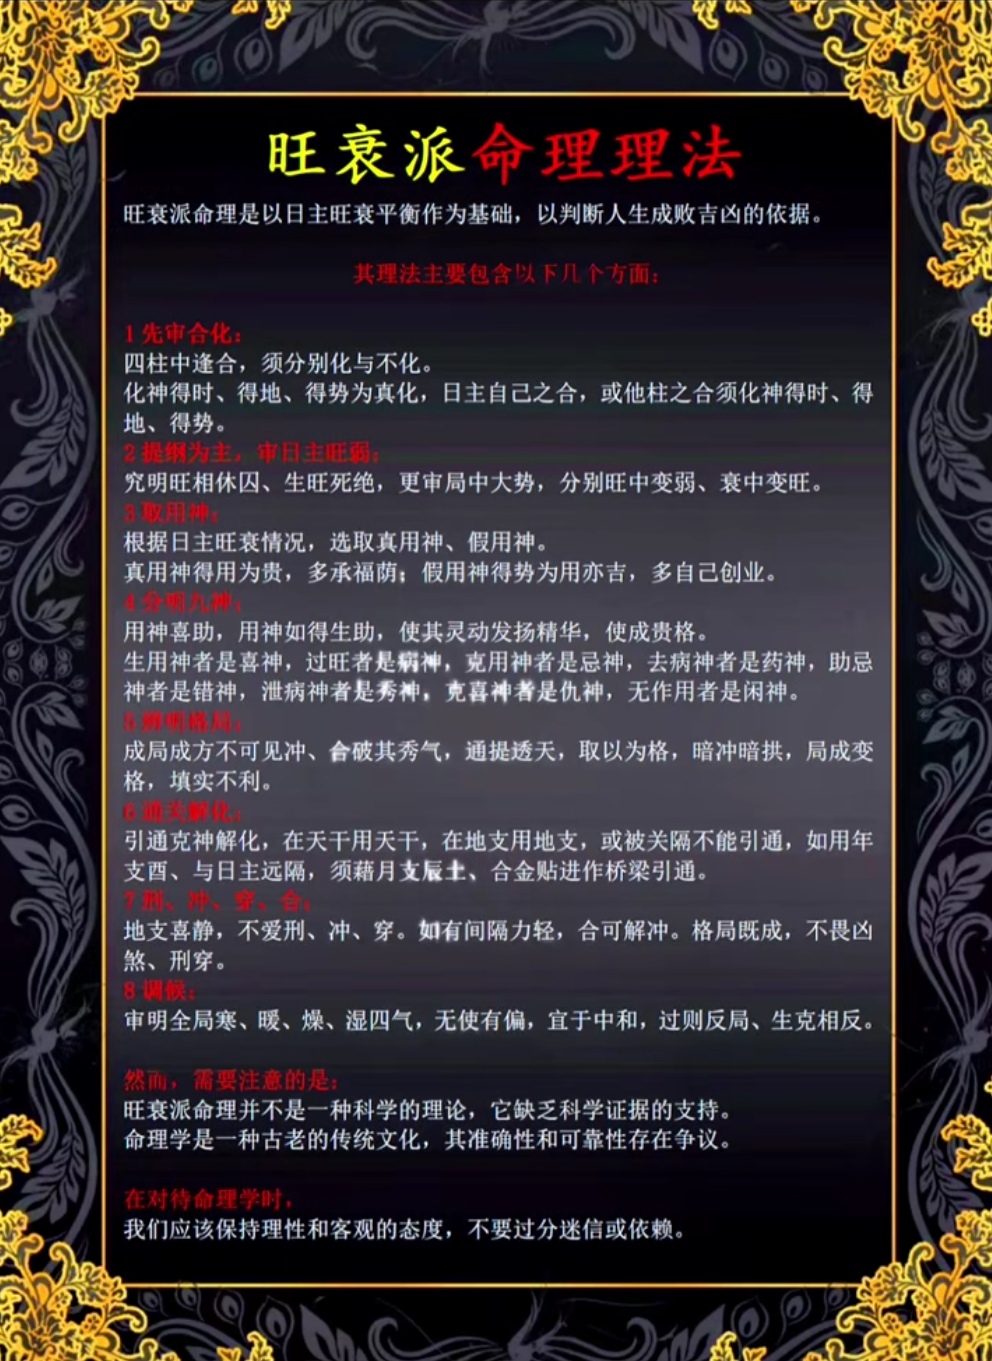 旺衰派命理理法
旺衰派命理是以日主旺衰平衡作为基础，以判断人生成败吉凶的依据。
其理法主要包含以下几个方面：
1 先审合化：
四柱中逢合，须分别化与不化。
化神得时、得地、得势为真化，日主自己之合，或他柱之合须化神得时、得
地、得势。
2 提纲为主，审日主旺弱：
究明旺相休囚、生旺死绝，更审局中大势，分别旺中变弱、衰中变旺。
3 取用神：
根据日主旺衰情况，选取真用神、假用神。
真用神得用为贵，多承福荫；假用神得势为用亦吉，多自己创业。
4 分明九神：
用神喜助，用神如得生助，使其灵动发扬精华，使成贵格。
生用神者是喜神，过旺者是病神，克用神者是忌神，去病神者是药神，助忌
神者是错神，泄病神者是秀神，克喜神者是仇神，无作用者是闲神。
5 辨明格局：
成局成方不可见冲、合破其秀气，通提透天，取以为格，暗冲暗拱，局成变
格，填实不利。
6 通关解化：
引通克神解化，在天干用天干，在地支用地支，或被关隔不能引通，如用年
支酉、与日主远隔，须藉月支辰土、合金贴进作桥梁引通。
7 刑、冲、穿、合：
地支喜静，不爱刑、冲、穿。如有间隔力轻，合可解冲。格局既成，不畏凶
煞、刑穿。
8 调候：
审明全局寒、暖、燥、湿四气，无使有偏，宜于中和，过则反局、生克相反。
然而，需要注意的是：
旺衰派命理并不是一种科学的理论，它缺乏科学证据的支持。
命理学是一种古老的传统文化，其准确性和可靠性存在争议。
在对待命理学时，
我们应该保持理性和客观的态度，不要过分迷信或依赖。